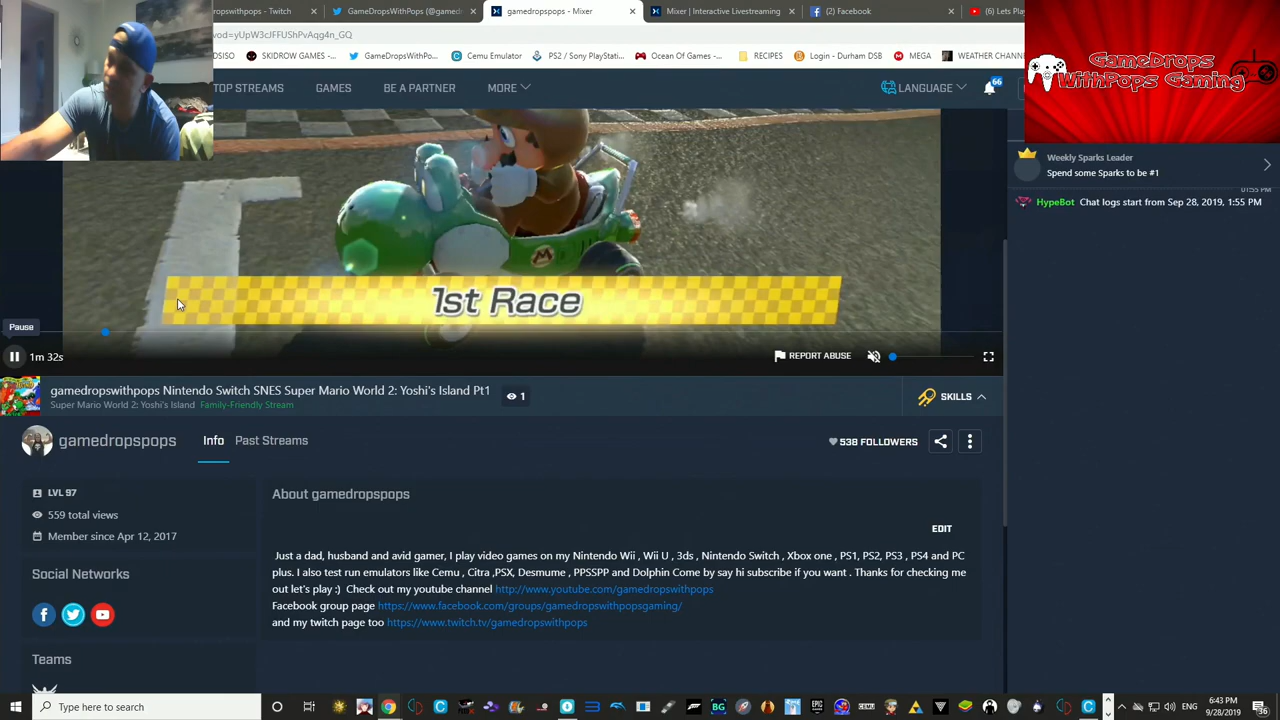 dropswithpops - Twitch
GameDropsWithPops (@gamed
gamedropspops - Mixer
Mixer | Interactive Livestreaming
(2) Facebook
(6) Lets Play
vod=yUpW3cJFFUShPvAqg4n_GQ
DSISO
SKIDROW GAMES -...
GameDropsWithPo...
Cemu Emulator
PS2 / Sony PlayStati...
Ocean Of Games -...
RECIPES
Login - Durham DSB
MEGA
WEATHER CHANN
GameDrops
WithPops Gaming
TOP STREAMS
GAMES
BE A PARTNER
MORE
LANGUAGE
66
Weekly Sparks Leader
Spend some Sparks to be #1
01:55 PM
HypeBot Chat logs start from Sep 28, 2019, 1:55 PM
1st Race
Pause
1m 32s
REPORT ABUSE
gamedropswithpops Nintendo Switch SNES Super Mario World 2: Yoshi's Island Pt1
1
Super Mario World 2: Yoshi's Island Family-Friendly Stream
SKILLS
gamedropspops
Info
Past Streams
538 FOLLOWERS
LVL 97
559 total views
Member since Apr 12, 2017
Social Networks
Teams
About gamedropspops
EDIT
Just a dad, husband and avid gamer, I play video games on my Nintendo Wii , Wii U , 3ds , Nintendo Switch , Xbox one , PS1, PS2, PS3 , PS4 and PC
plus. I also test run emulators like Cemu , Citra ,PSX, Desmume , PPSSPP and Dolphin Come by say hi subscribe if you want . Thanks for checking me
out let's play :) Check out my youtube channel http://www.youtube.com/gamedropswithpops
Facebook group page https://www.facebook.com/groups/gamedropswithpopsgaming/
and my twitch page too https://www.twitch.tv/gamedropswithpops
Type here to search
6:43 PM
9/28/2019
36